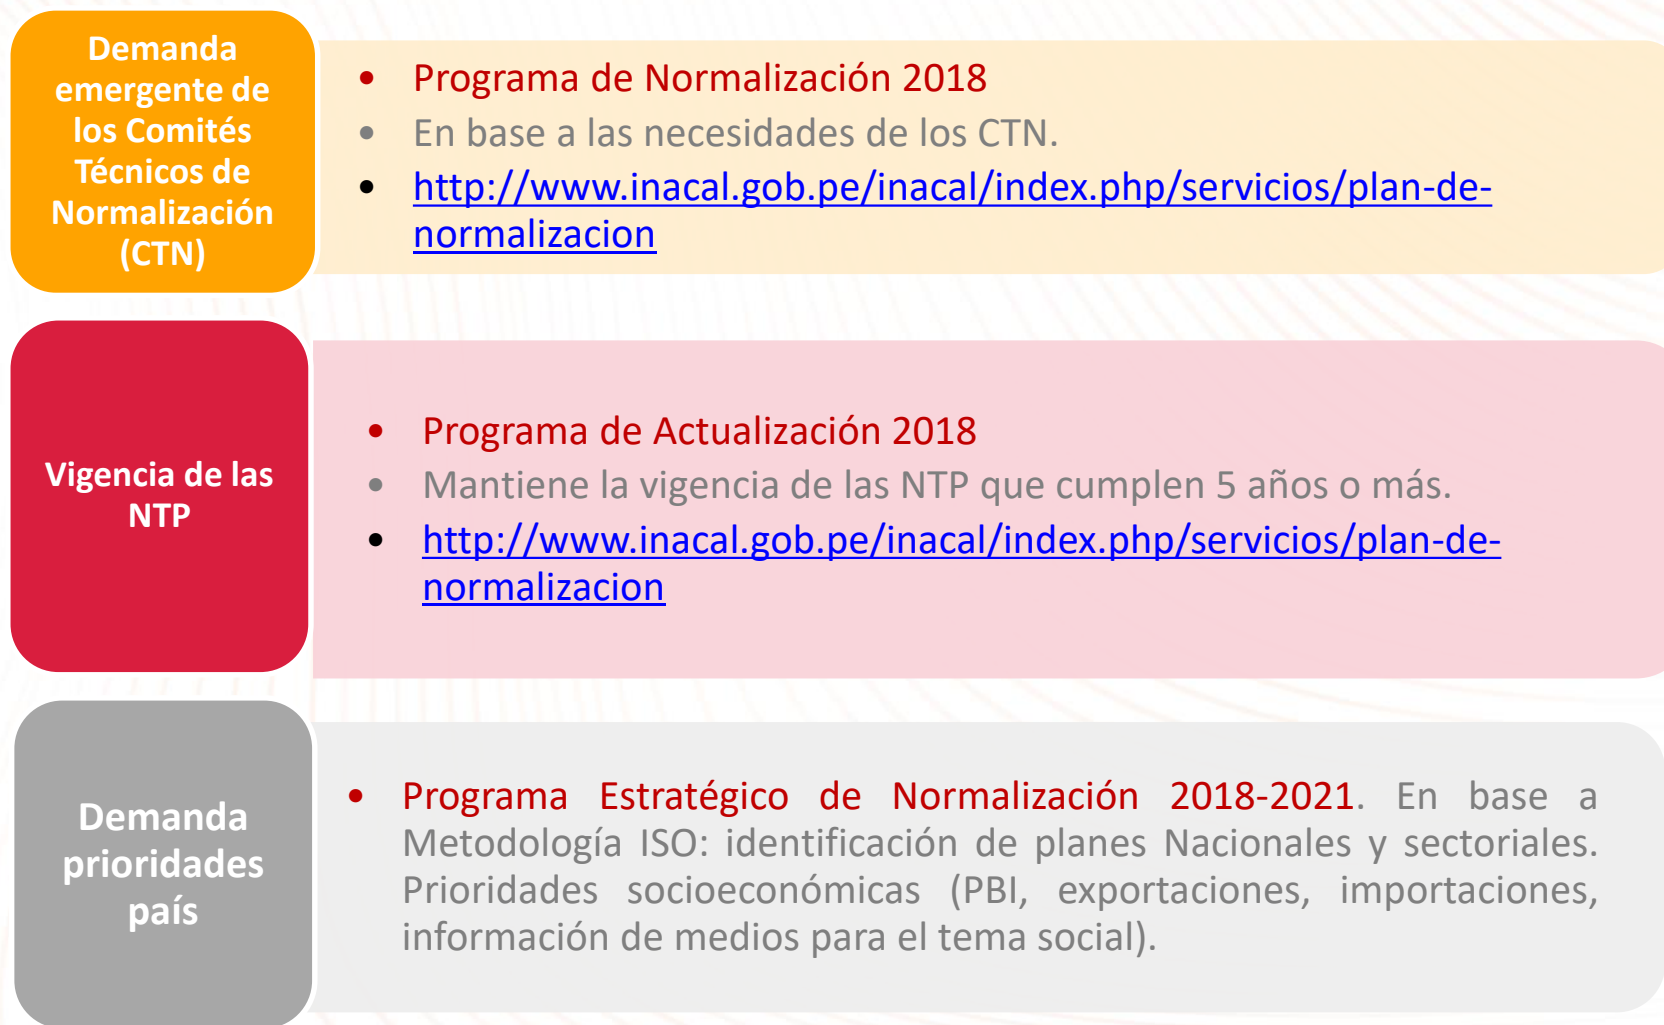 Demanda
emergente de
los Comités
Técnicos de
Normalización
(CTN)
• Programa de Normalización 2018
• En base a las necesidades de los CTN.
• http://www.inacal.gob.pe/inacal/index.php/servicios/plan-de-
normalizacion
Vigencia de las
NTP
• Programa de Actualización 2018
• Mantiene la vigencia de las NTP que cumplen 5 años o más.
• http://www.inacal.gob.pe/inacal/index.php/servicios/plan-de-
normalizacion
Demanda
prioridades
país
• Programa Estratégico de Normalización 2018-2021. En base a
Metodología ISO: identificación de planes Nacionales y sectoriales.
Prioridades socioeconómicas (PBI, exportaciones, importaciones,
información de medios para el tema social).